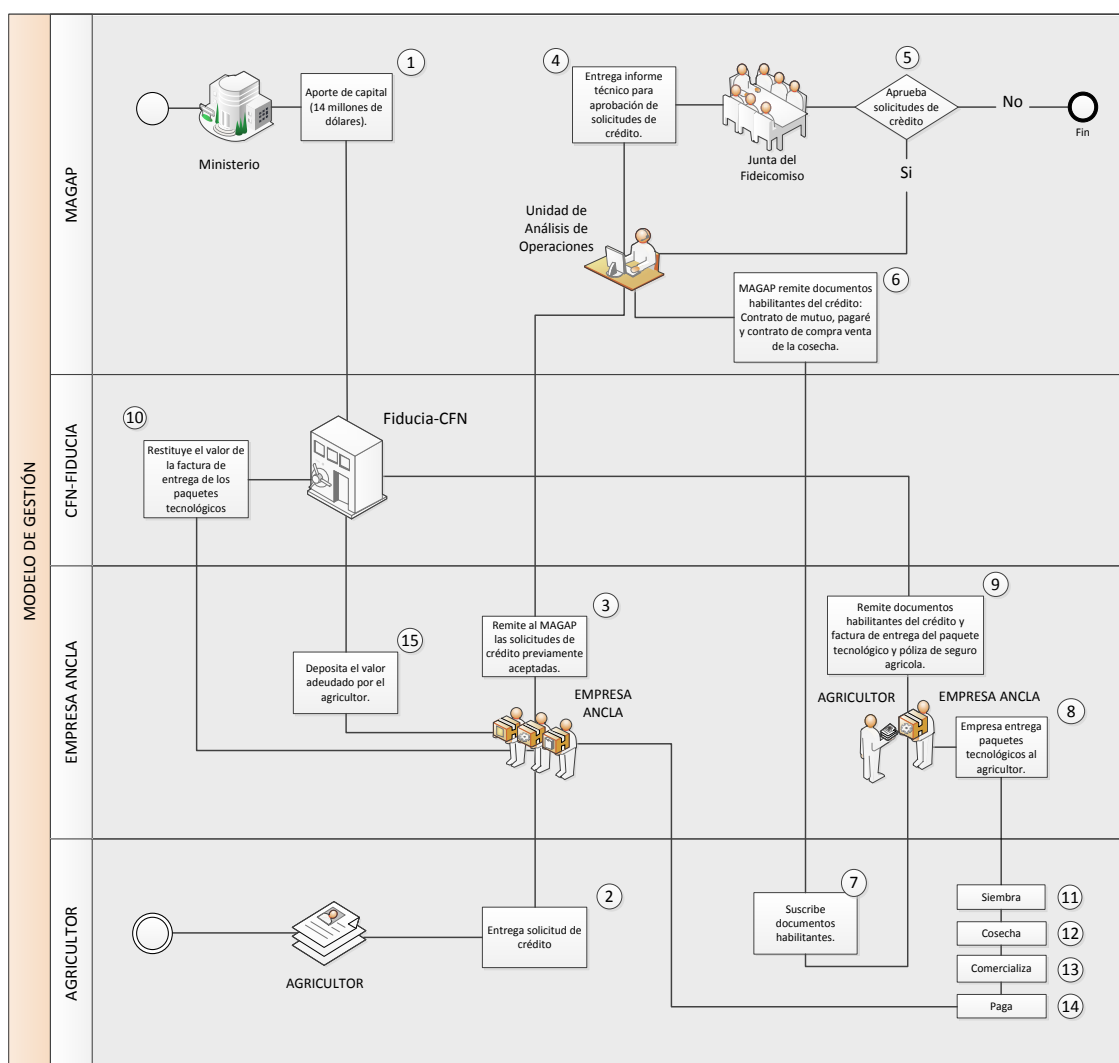 MODELO DE GESTIÓN
MAGAP
Ministerio
1
Aporte de capital
(14 millones de
dólares).
4
Entrega informe
técnico para
aprobación de
solicitudes de
crédito.
Junta del
Fideicomiso
5
Aprueba
solicitudes de
crèdito
No
Fin
Si
Unidad de
Análisis de
Operaciones
6
MAGAP remite documentos
habilitantes del crédito:
Contrato de mutuo, pagaré
y contrato de compra venta
de la cosecha.
CFN-FIDUCIA
10
Restituye el valor de
la factura de
entrega de los
paquetes
tecnológicos
Fiducia-CFN
EMPRESA ANCLA
15
Deposita el valor
adeudado por el
agricultor.
3
Remite al MAGAP
las solicitudes de
crédito previamente
aceptadas.
EMPRESA
ANCLA
9
Remite documentos
habilitantes del crédito y
factura de entrega del paquete
tecnológico y póliza de seguro
agricola.
AGRICULTOR
EMPRESA ANCLA
8
Empresa entrega
paquetes
tecnológicos al
agricultor.
AGRICULTOR
AGRICULTOR
2
Entrega solicitud de
crédito
7
Suscribe
documentos
habilitantes.
Siembra
11
Cosecha
12
Comercializa
13
Paga
14